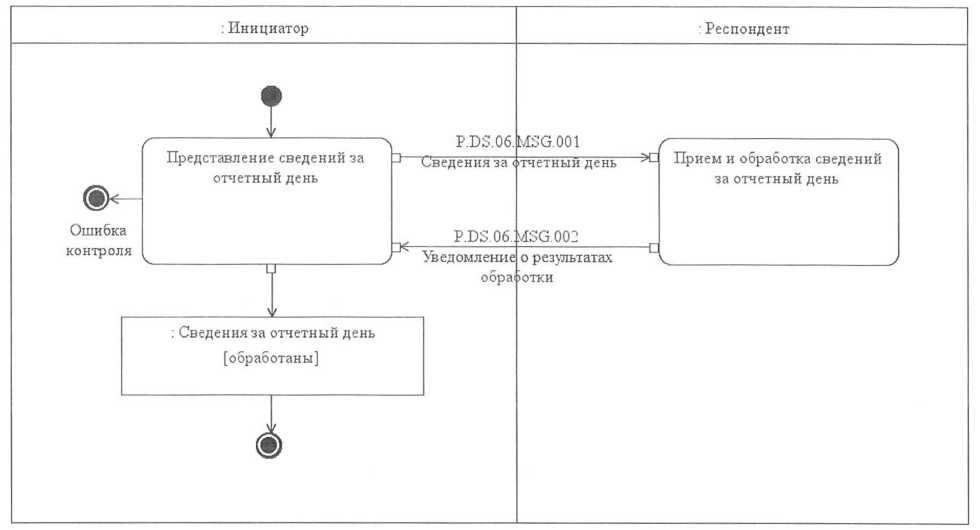 : Инициатор
: Респондент
Представление сведений за
отчетный день
P.DS.06.MSG.001
Сведения за отчетный день
Прием и обработка сведений
за отчетный день
Ошибка
контроля
P.DS.06.MSG.002
Уведомление о результатах
обработки
: Сведения за отчетный день
[обработаны]